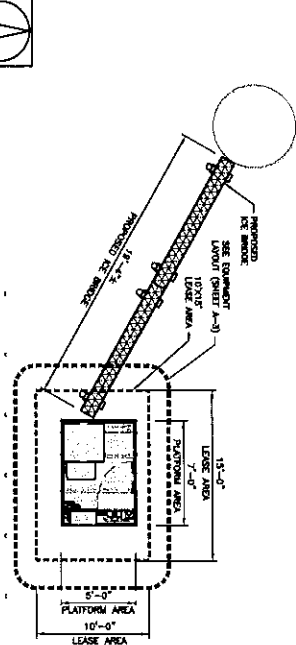 PROPOSED
ICE BRIDGE
SEE EQUIPMENT
LAYOUT (SHEET A-3)
10'X15'
LEASE AREA
PROPOSED ICE BRIDGE
15'-0"
LEASE AREA
7'-0"
PLATFORM AREA
5'-0"
PLATFORM AREA
10'-0"
LEASE AREA